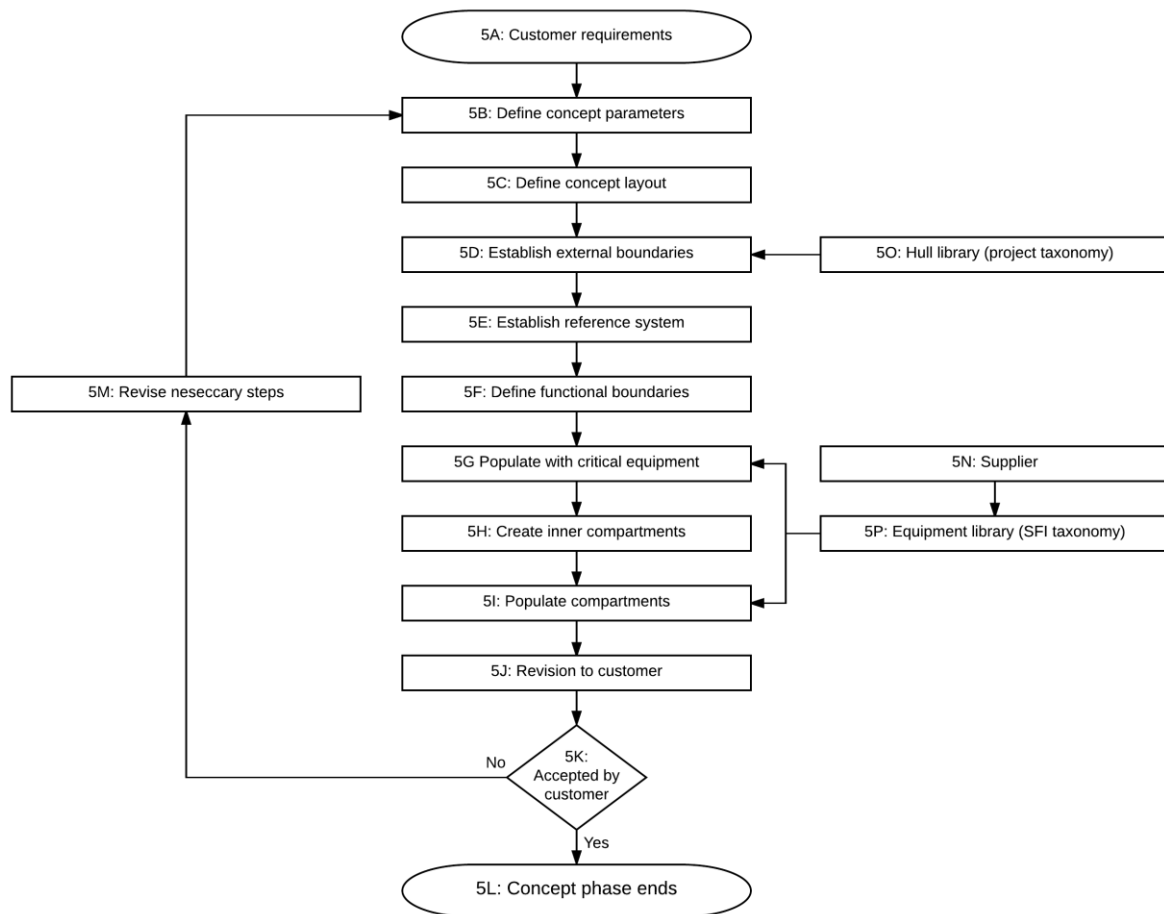 5A: Customer requirements
5B: Define concept parameters
5C: Define concept layout
5D: Establish external boundaries
5O: Hull library (project taxonomy)
5E: Establish reference system
5M: Revise neseccary steps
5F: Define functional boundaries
5G Populate with critical equipment
5N: Supplier
5H: Create inner compartments
5P: Equipment library (SFI taxonomy)
5I: Populate compartments
5J: Revision to customer
No
5K:
Accepted by
customer
Yes
5L: Concept phase ends